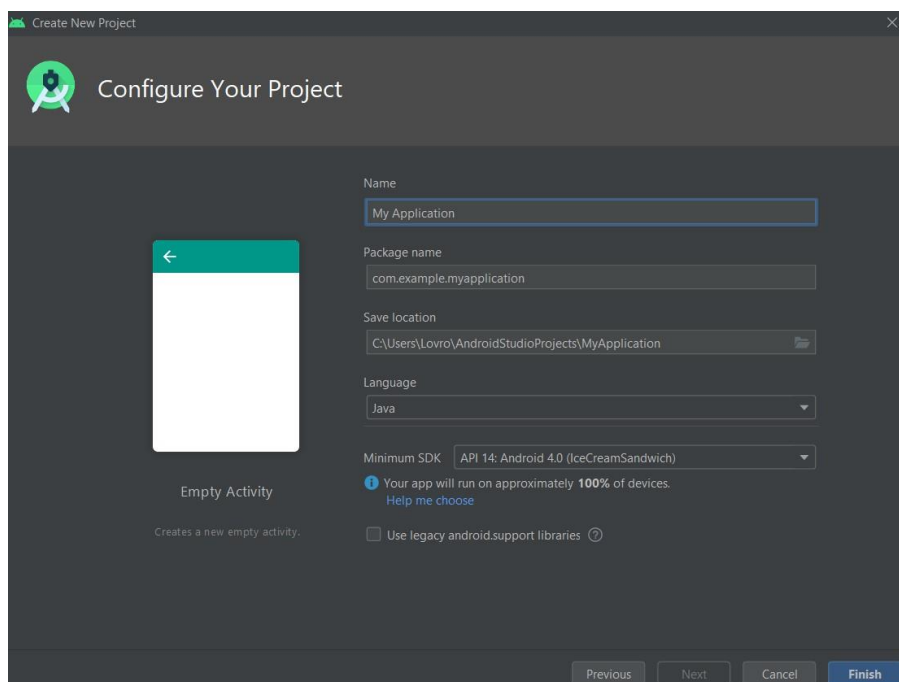 Create New Project
Configure Your Project
Name
My Application
Package name
com.example.myapplication
Save location
C:\Users\Lovro\AndroidStudioProjects\MyApplication
Language
Java
Minimum SDK API 14: Android 4.0 (IceCreamSandwich)
Your app will run on approximately 100% of devices.
Help me choose
Use legacy android.support libraries ?
Empty Activity
Creates a new empty activity.
Previous Next Cancel Finish